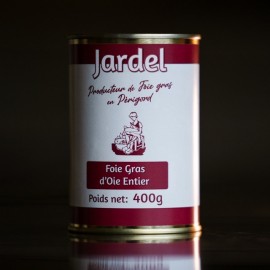 Jardel
Producteur de Foie gras
en Périgord
Foie Gras
d'Oie Entier
Poids net: 400g